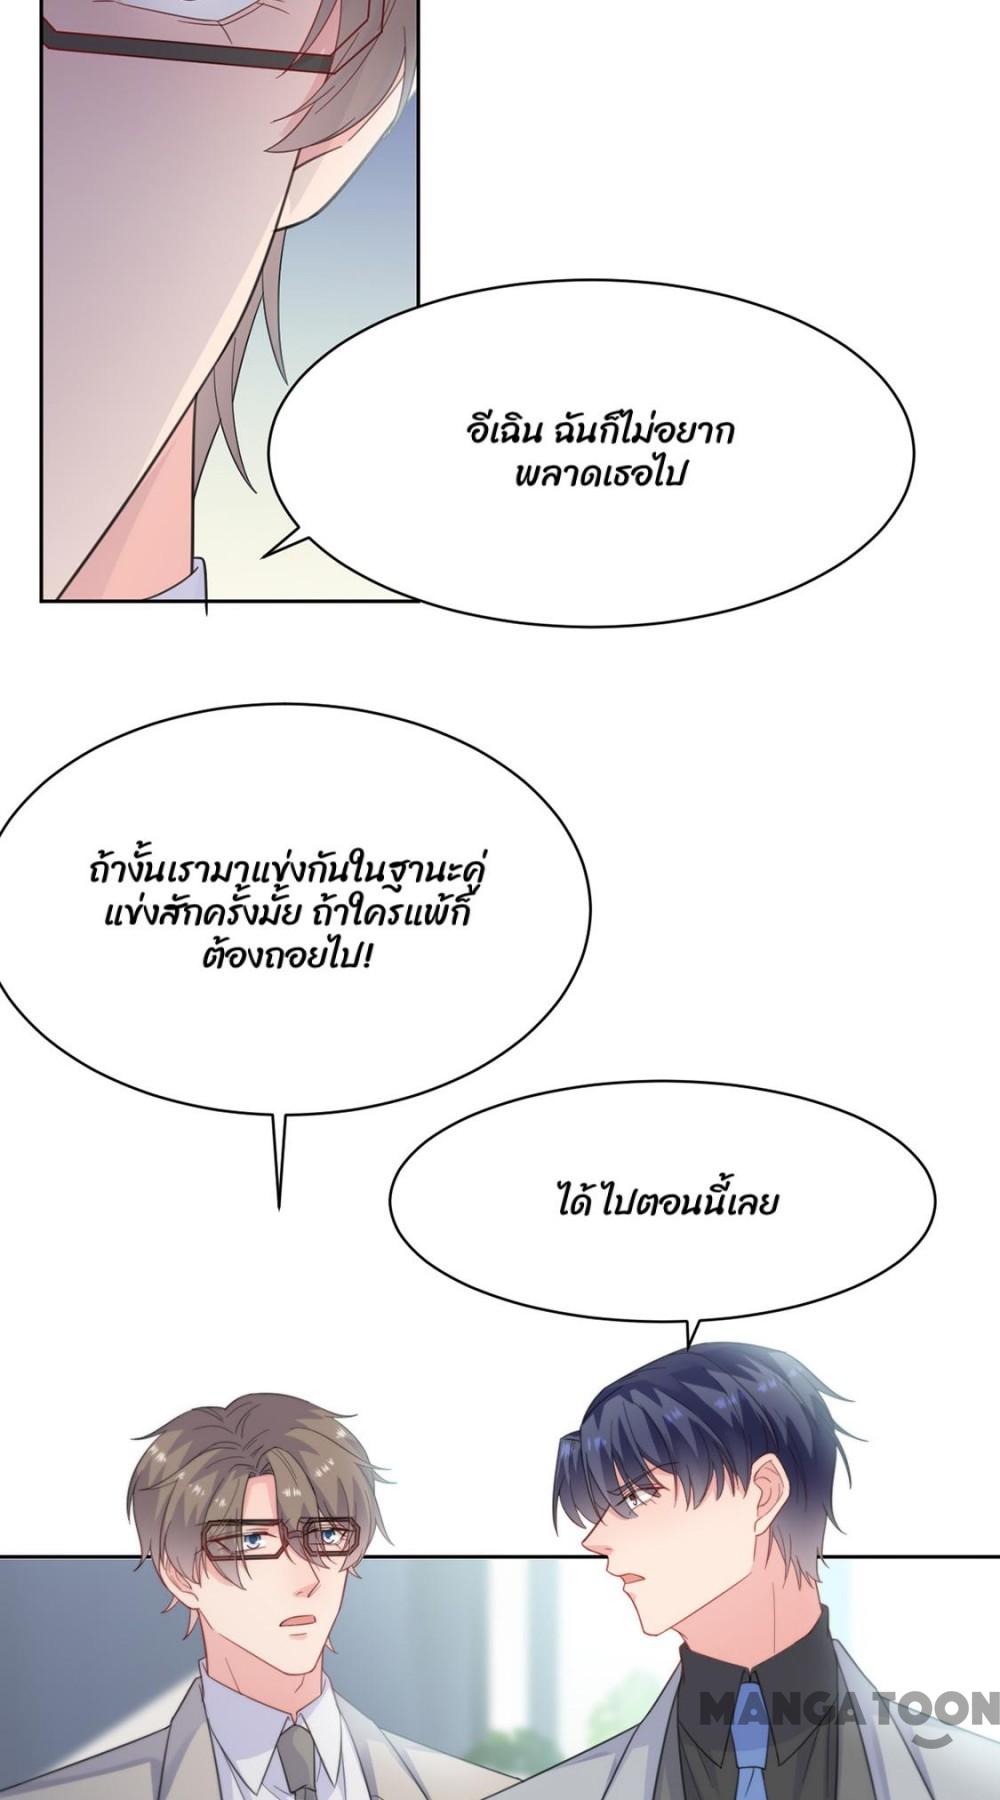 อีเฉิน ฉันก็ไม่อยาก
พลาดเธอไป
ถ้างั้นเรามาแข่งกันในฐานะคู่
แข่งสักครั้งมั้ย ถ้าใครแพ้ก็
ต้องถอยไป!
ได้ ไปตอนนี้เลย
MANGATOON